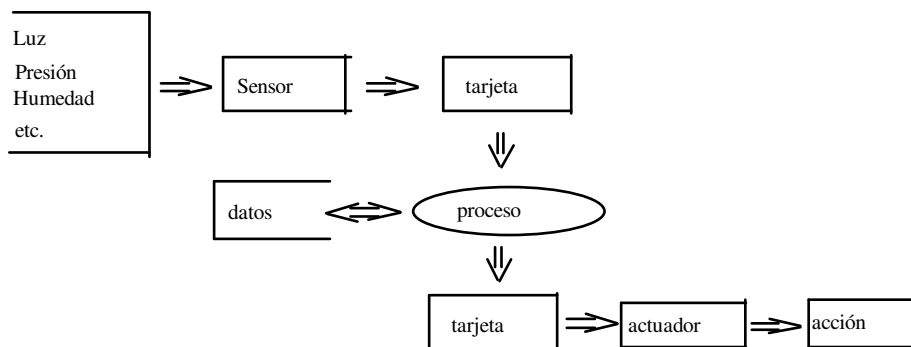 Luz
Presión
Humedad
etc.
Sensor
tarjeta
datos
proceso
tarjeta
actuador
acción